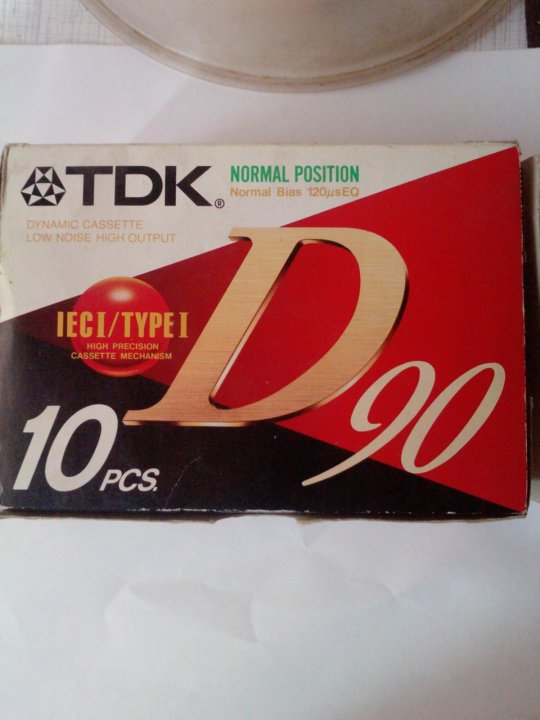 TDK®
NORMAL POSITION
Normal Bias 120µsEQ
DYNAMIC CASSETTE
LOW NOISE HIGH OUTPUT
D90
IECI/TYPE I
HIGH PRECISION
CASSETTE MECHANISM
10 PCS.